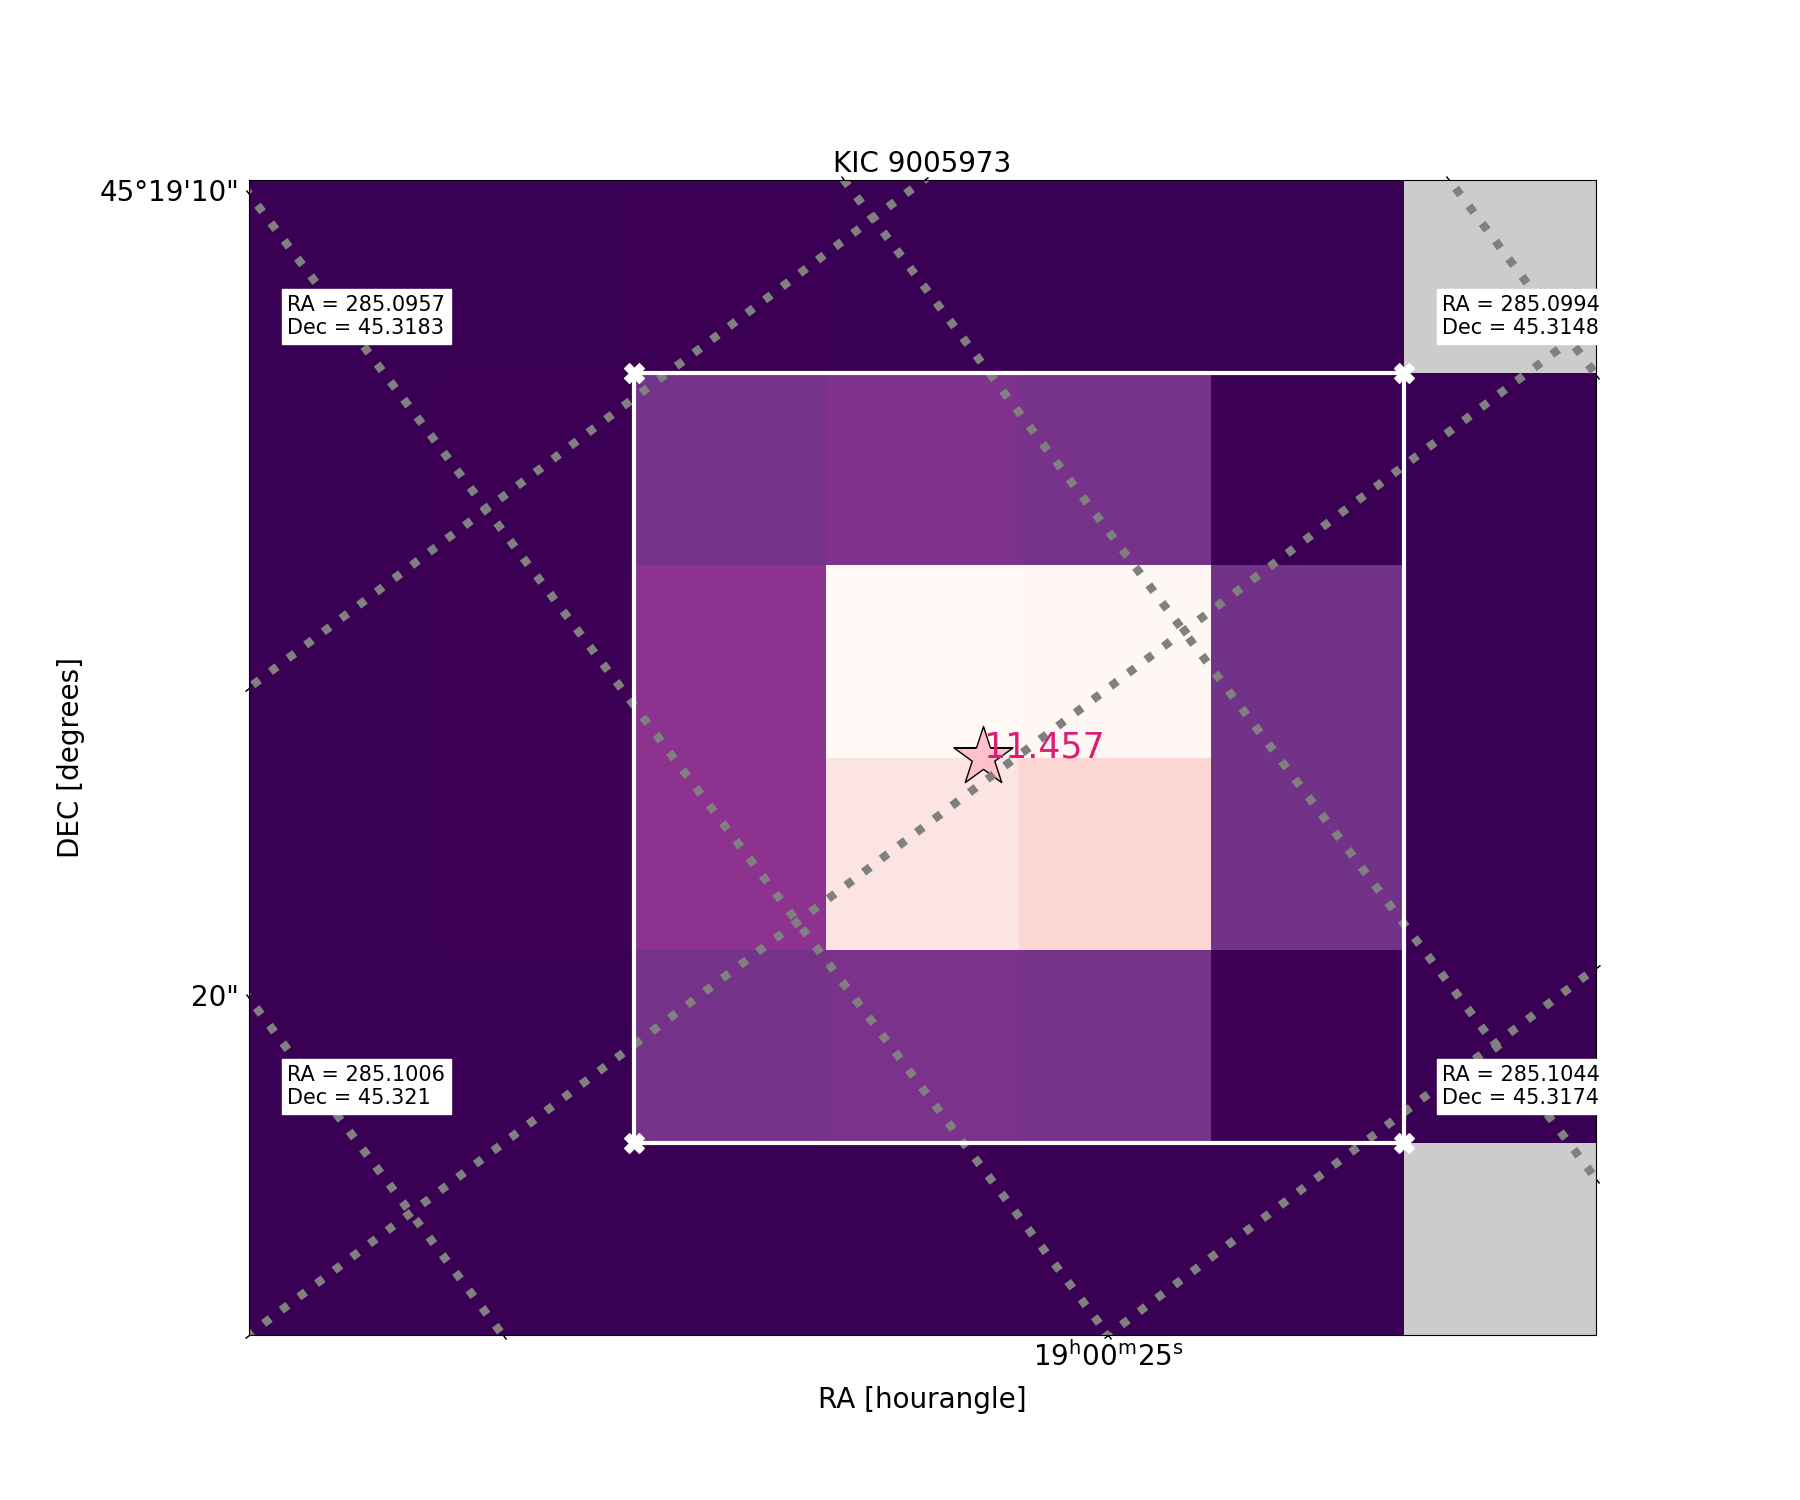 KIC 9005973
45°19'10"
RA = 285.0957
Dec = 45.3183
RA = 285.0994
Dec = 45.3148
11.457
DEC [degrees]
20"
RA = 285.1006
Dec = 45.321
RA = 285.1044
Dec = 45.3174
19ʰ00ᵐ25ˢ
RA [hourangle]